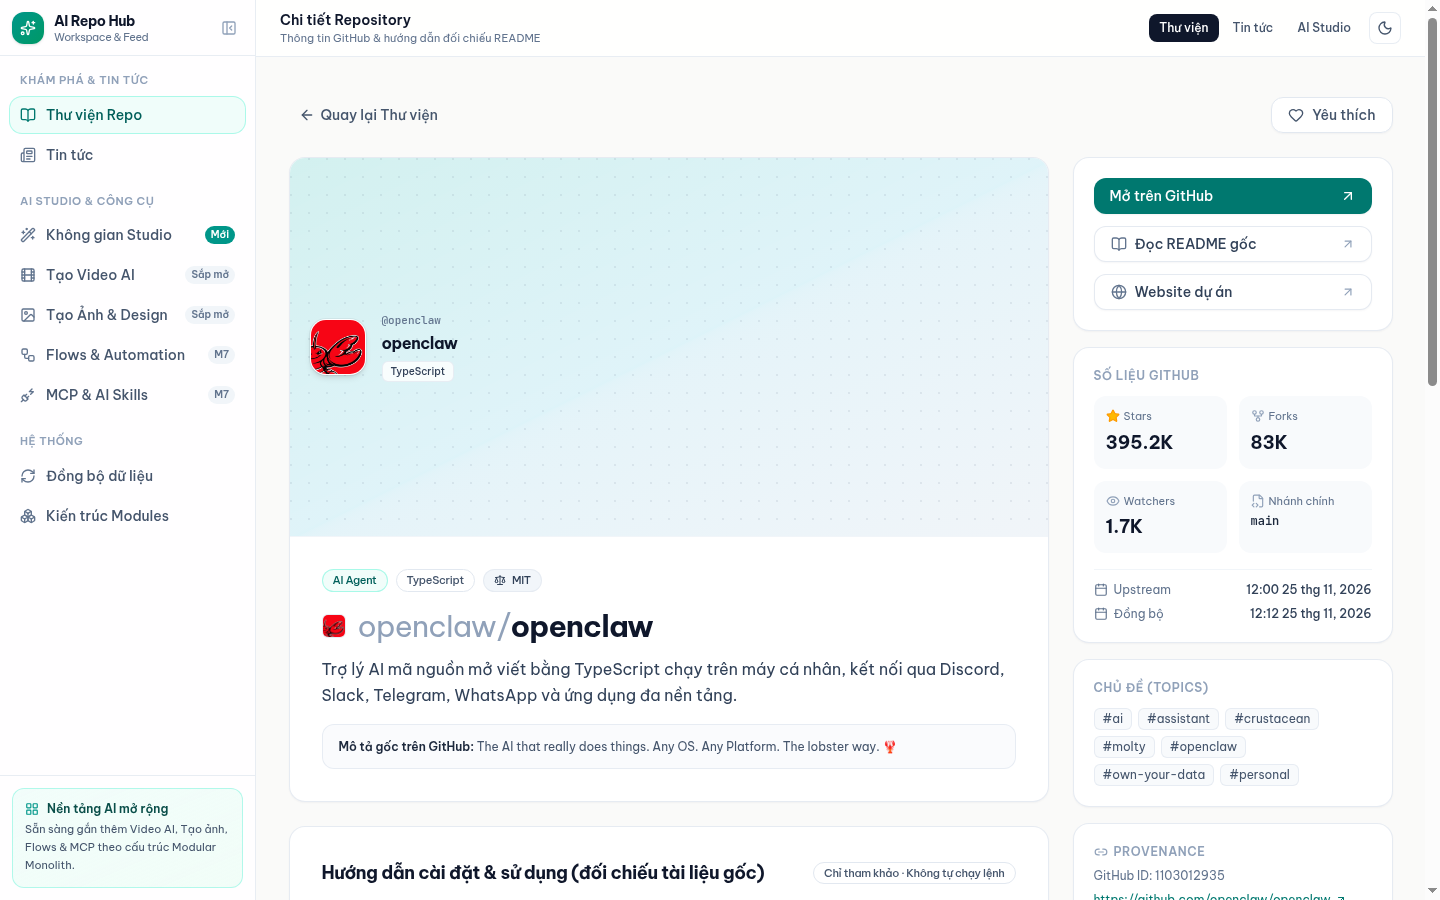 AI Repo Hub
Workspace & Feed
KHÁM PHÁ & TIN TỨC
Thư viện Repo
Tin tức
AI STUDIO & CÔNG CỤ
Không gian Studio
Mới
Tạo Video AI
Sắp mở
Tạo Ảnh & Design
Sắp mở
Flows & Automation
M7
MCP & AI Skills
M7
HỆ THỐNG
Đồng bộ dữ liệu
Kiến trúc Modules
Nền tảng AI mở rộng
Sẵn sàng gắn thêm Video AI, Tạo ảnh,
Flows & MCP theo cấu trúc Modular
Monolith.
Chi tiết Repository
Thông tin GitHub & hướng dẫn đối chiếu README
Thư viện
Tin tức
AI Studio
Quay lại Thư viện
Yêu thích
@openclaw
openclaw
TypeScript
AI Agent
TypeScript
MIT
openclaw/openclaw
Trợ lý AI mã nguồn mở viết bằng TypeScript chạy trên máy cá nhân, kết nối qua Discord,
Slack, Telegram, WhatsApp và ứng dụng đa nền tảng.
Mô tả gốc trên GitHub: The AI that really does things. Any OS. Any Platform. The lobster way. 🦞
Hướng dẫn cài đặt & sử dụng (đối chiếu tài liệu gốc)
Chỉ tham khảo · Không tự chạy lệnh
Mở trên GitHub
Đọc README gốc
Website dự án
SỐ LIỆU GITHUB
Stars
395.2K
Forks
83K
Watchers
1.7K
Nhánh chính
main
Upstream
12:00 25 thg 11, 2026
Đồng bộ
12:12 25 thg 11, 2026
CHỦ ĐỀ (TOPICS)
#ai
#assistant
#crustacean
#molty
#openclaw
#own-your-data
#personal
PROVENANCE
GitHub ID: 1103012935
https://github.com/openclaw/openclaw